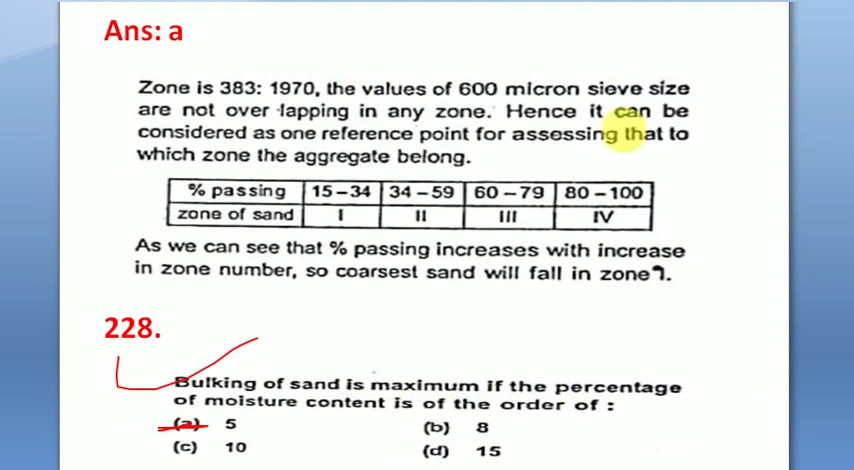 Ans: a
Zone is 383: 1970, the values of 600 micron sieve size
are not over lapping in any zone. Hence it can be
considered as one reference point for assessing that to
which zone the aggregate belong.
% passing 15–34 34–59 60–79 80–100
zone of sand I II III IV
As we can see that % passing increases with increase
in zone number, so coarsest sand will fall in zone
228.
Bulking of sand is maximum if the percentage
of moisture content is of the order of :
(a) 5 (b) 8
(c) 10 (d) 15